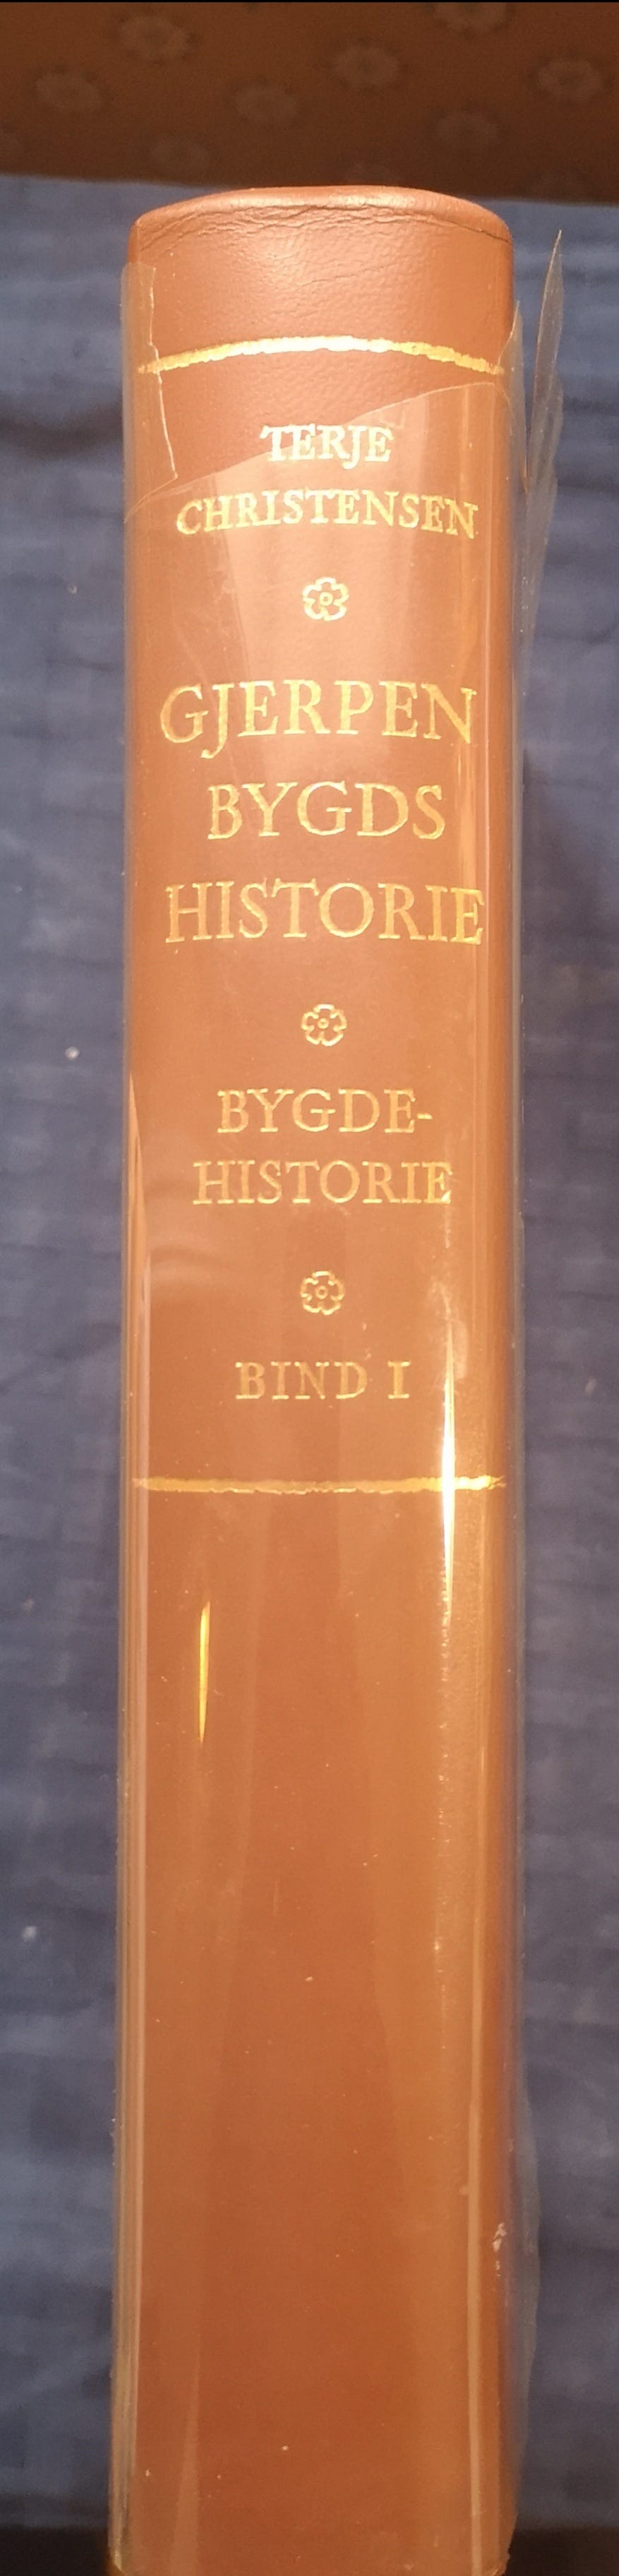 TERJE
CHRISTENSEN
GJERPEN
BYGDS
HISTORIE
BYGDE-
HISTORIE
BIND I